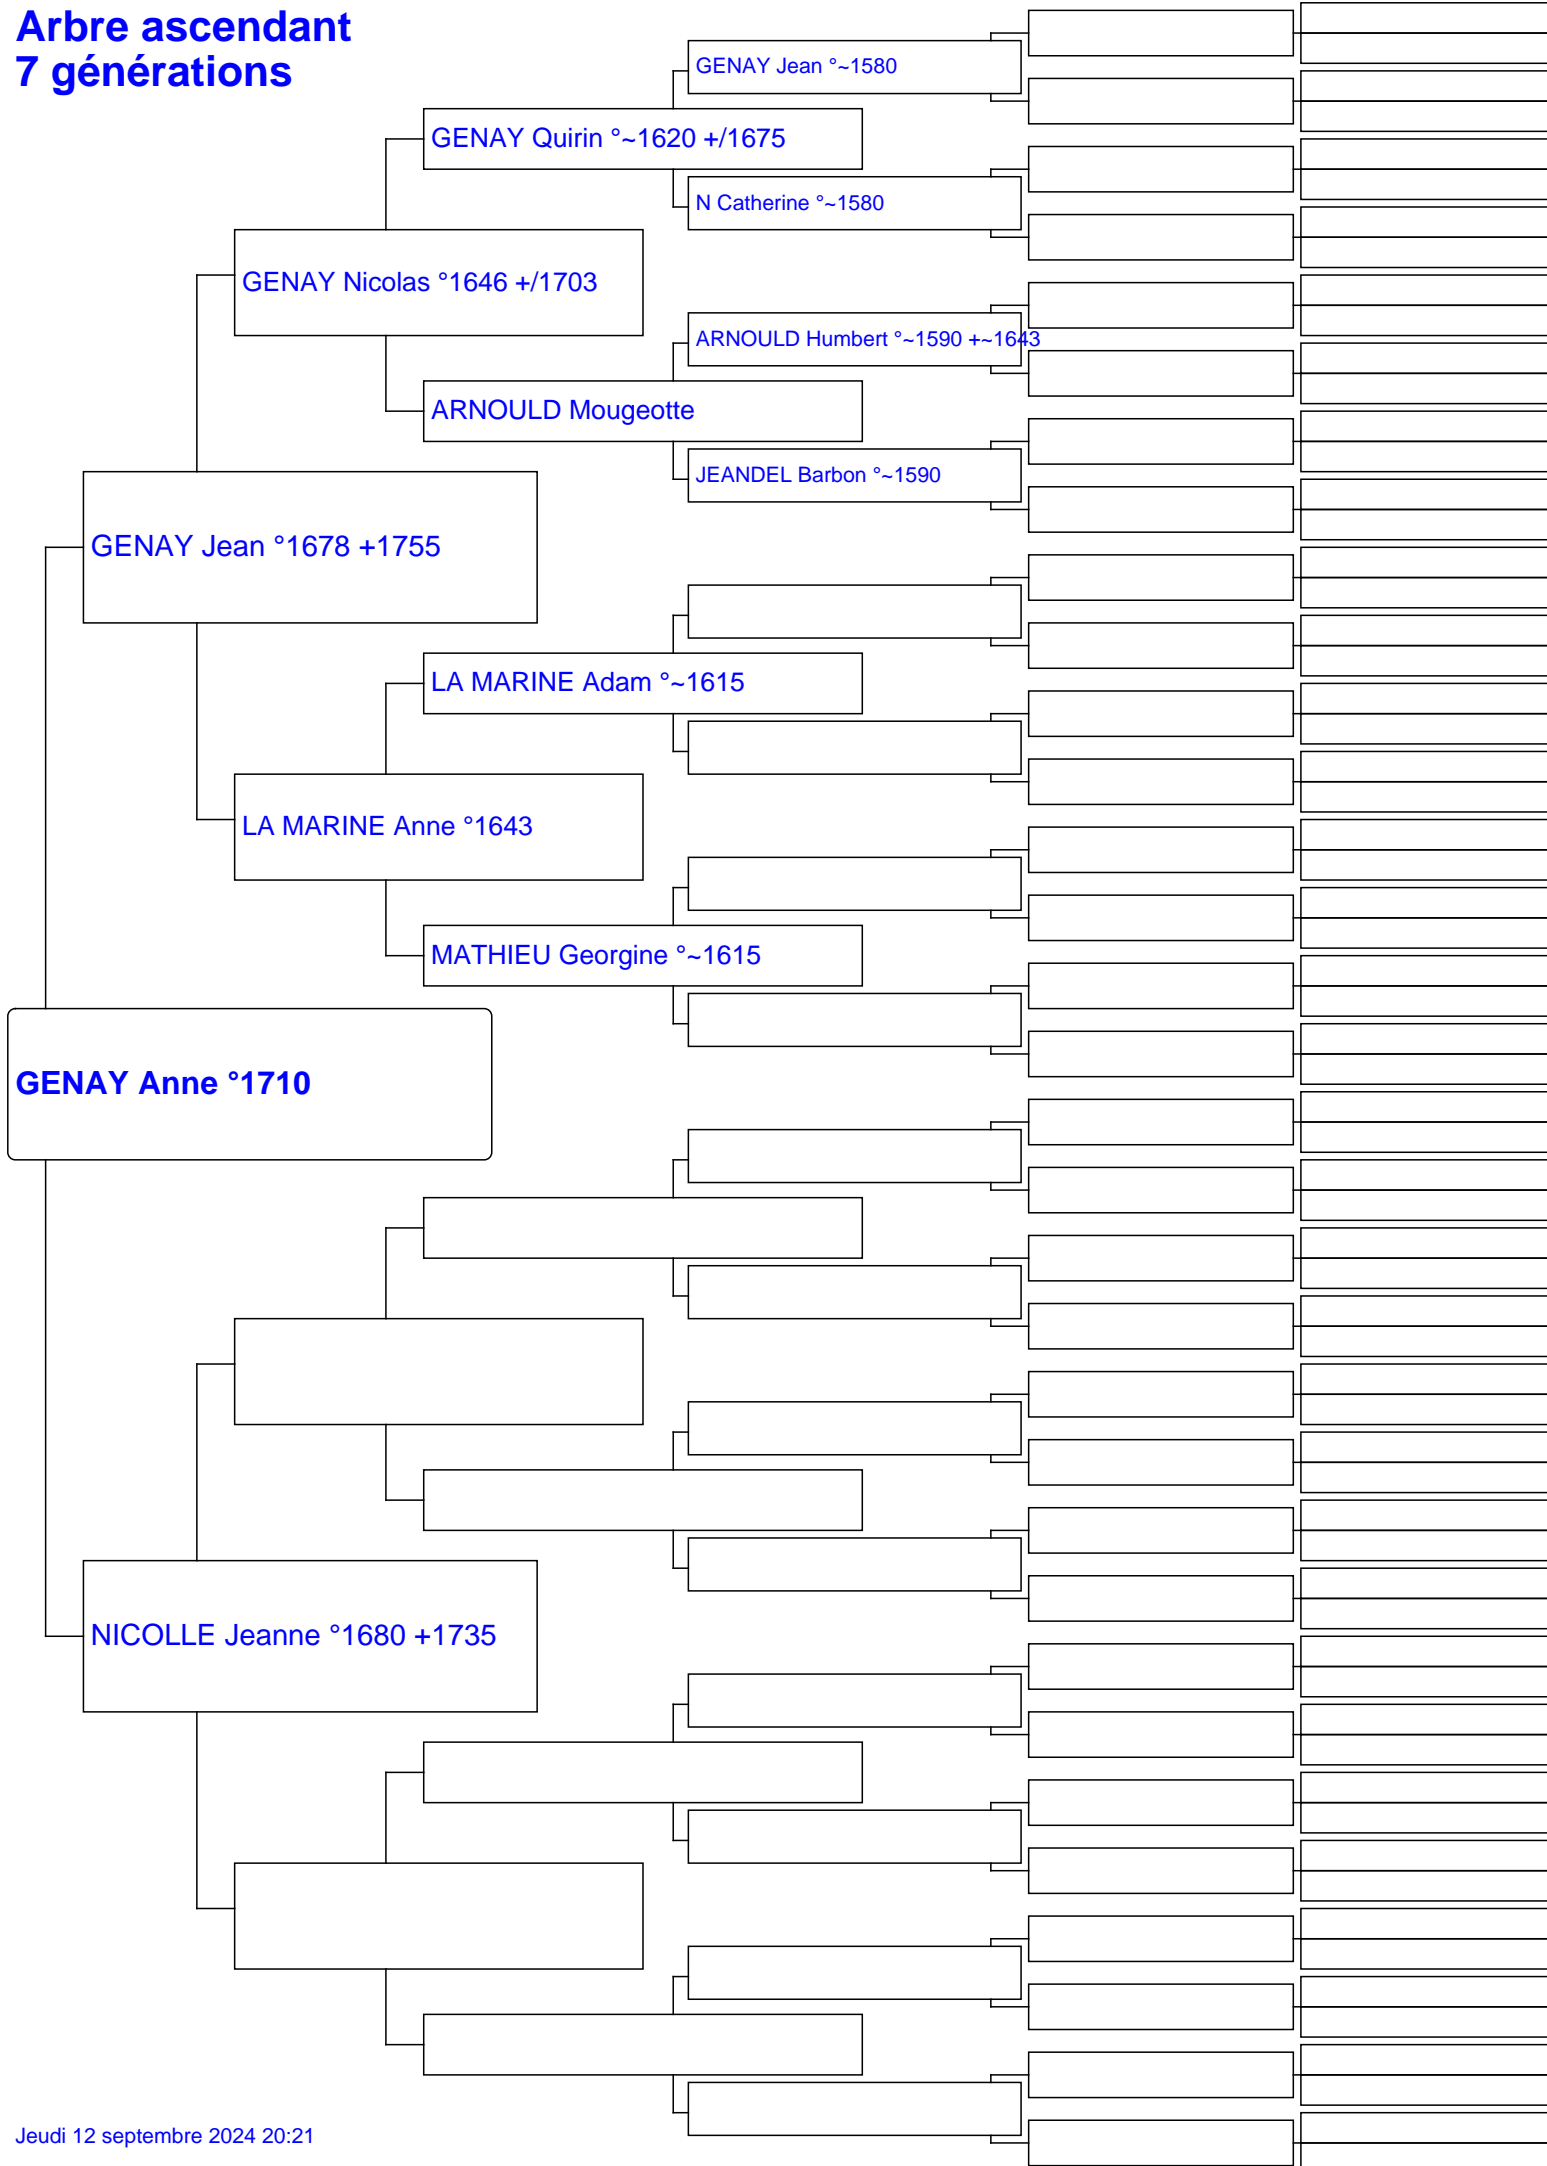 Arbre ascendant
7 générations
GENAY Jean °~1580
GENAY Quirin °~1620 +/1675
N Catherine °~1580
GENAY Nicolas °1646 +/1703
ARNOULD Humbert °~1590 +~1643
ARNOULD Mougeotte
JEANDEL Barbon °~1590
GENAY Jean °1678 +1755
LA MARINE Adam °~1615
LA MARINE Anne °1643
MATHIEU Georgine °~1615
GENAY Anne °1710
NICOLLE Jeanne °1680 +1735
Jeudi 12 septembre 2024 20:21